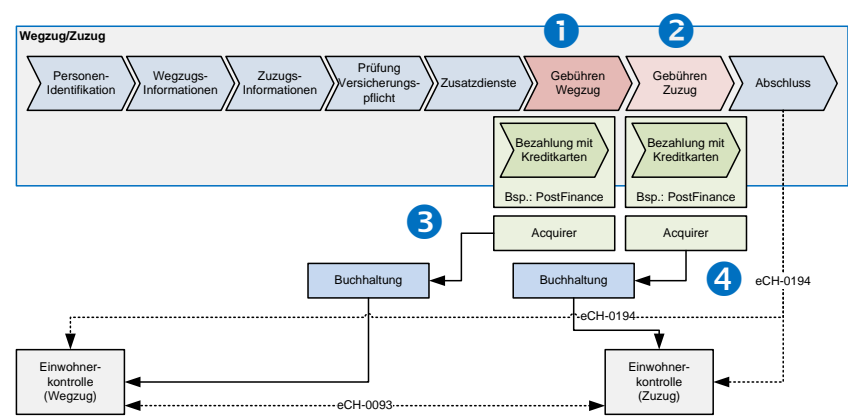 1
2
Wegzug/Zuzug
Personen-
Identifikation
Wegzugs-
Informationen
Zuzugs-
Informationen
Prüfung
Versicherungs-
pflicht
Zusatzdienste
Gebühren
Wegzug
Gebühren
Zuzug
Abschluss
Bezahlung mit
Kreditkarten
Bsp.: PostFinance
Bezahlung mit
Kreditkarten
Bsp.: PostFinance
3
Acquirer
Acquirer
Buchhaltung
Buchhaltung
4
eCH-0194
eCH-0194
Einwohner-
kontrolle
(Wegzug)
Einwohner-
kontrolle
(Zuzug)
eCH-0093